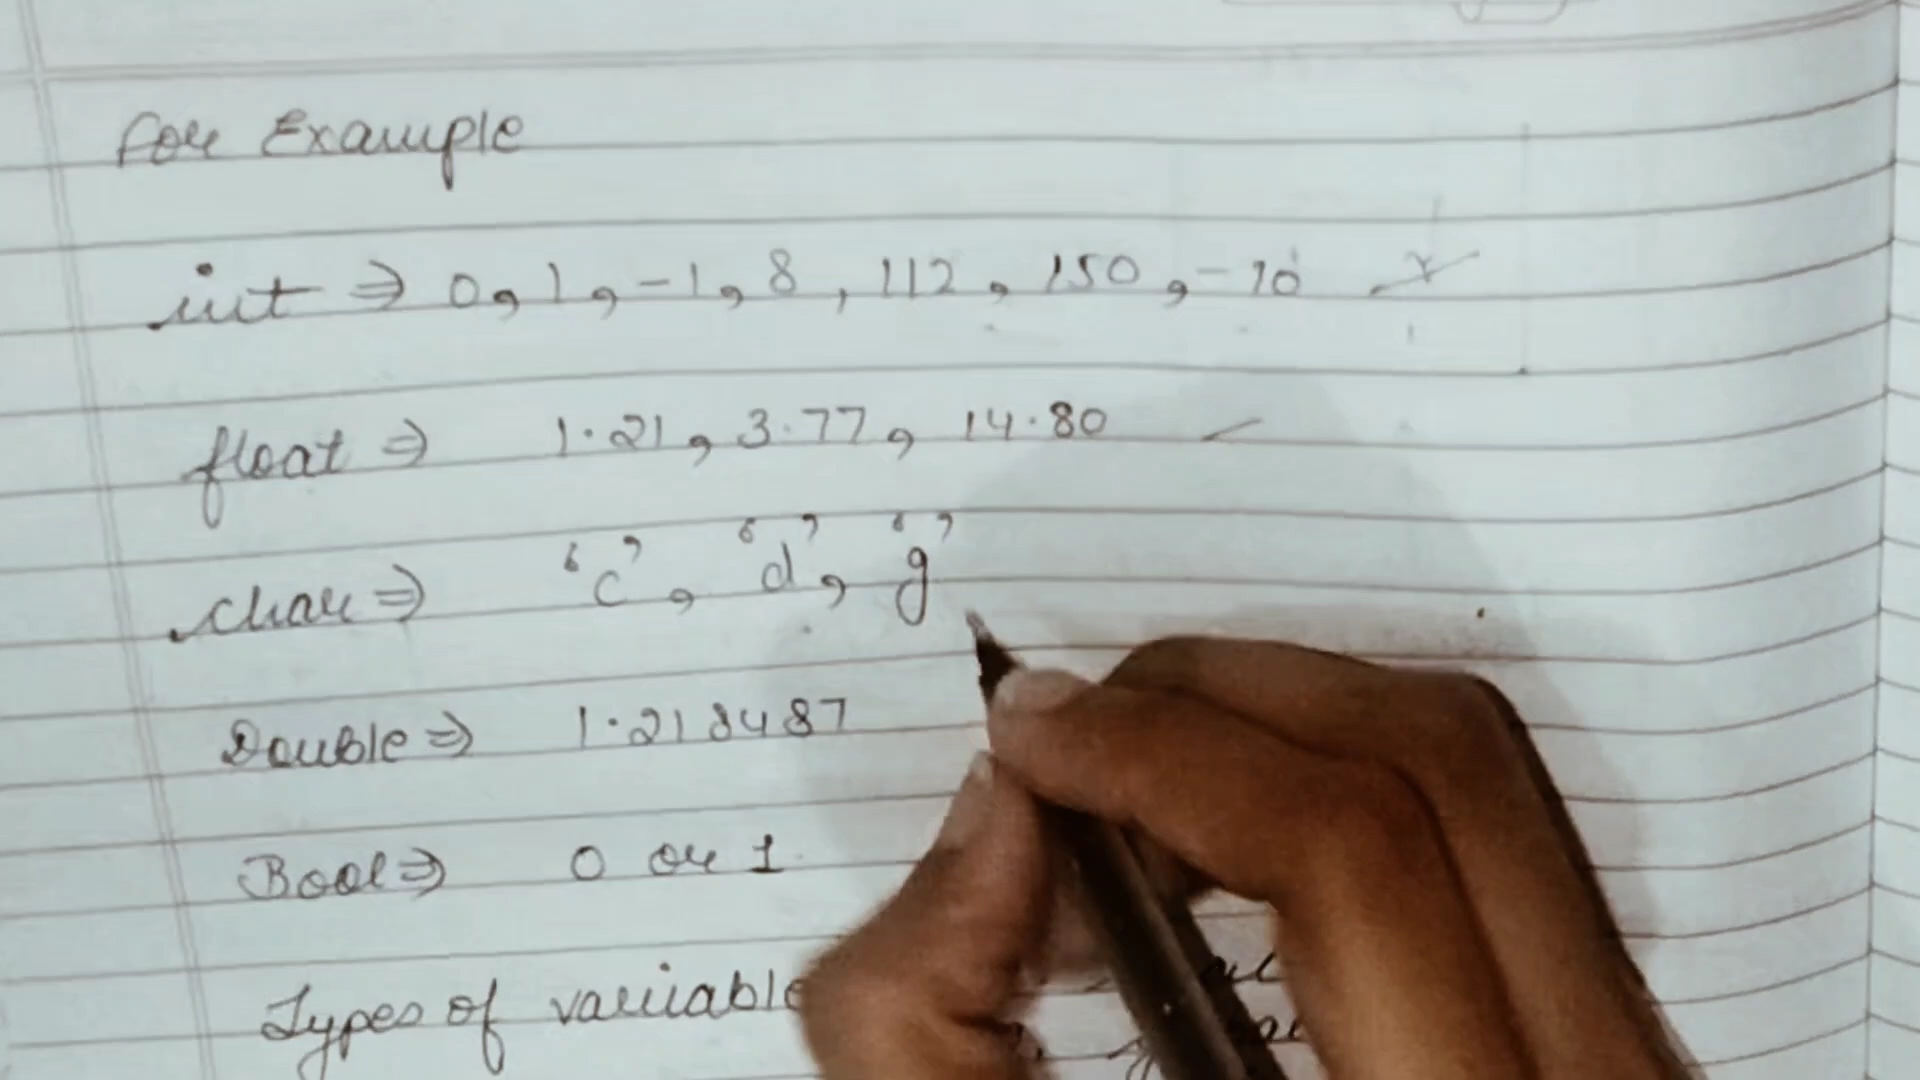 For Example
int ⇒ 0, 1, -1, 8, 112, 150, -10
float ⇒ 1.21, 3.77, 14.80
char ⇒ 'c', 'd', 'g'
Double ⇒ 1.218487
Bool ⇒ 0 or 1
Types of variable